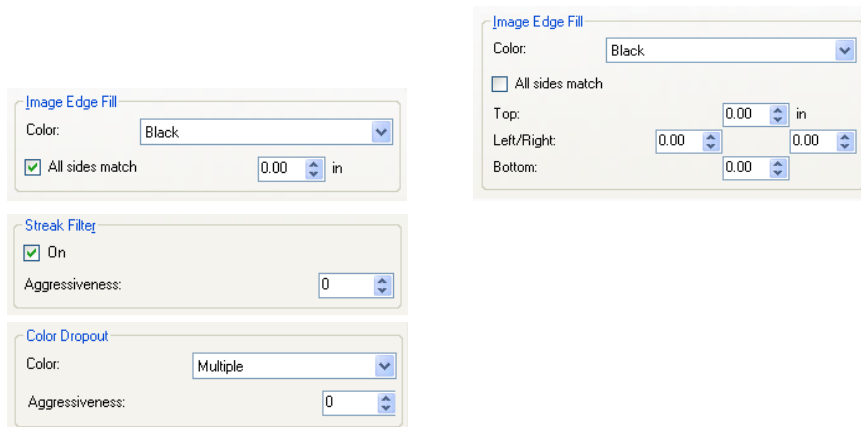 Image Edge Fill
Color: Black
All sides match 0.00 in
Streak Filter
On
Aggressiveness: 0
Color Dropout
Color: Multiple
Aggressiveness: 0
Image Edge Fill
Color: Black
All sides match
Top: 0.00 in
Left/Right: 0.00 0.00
Bottom: 0.00